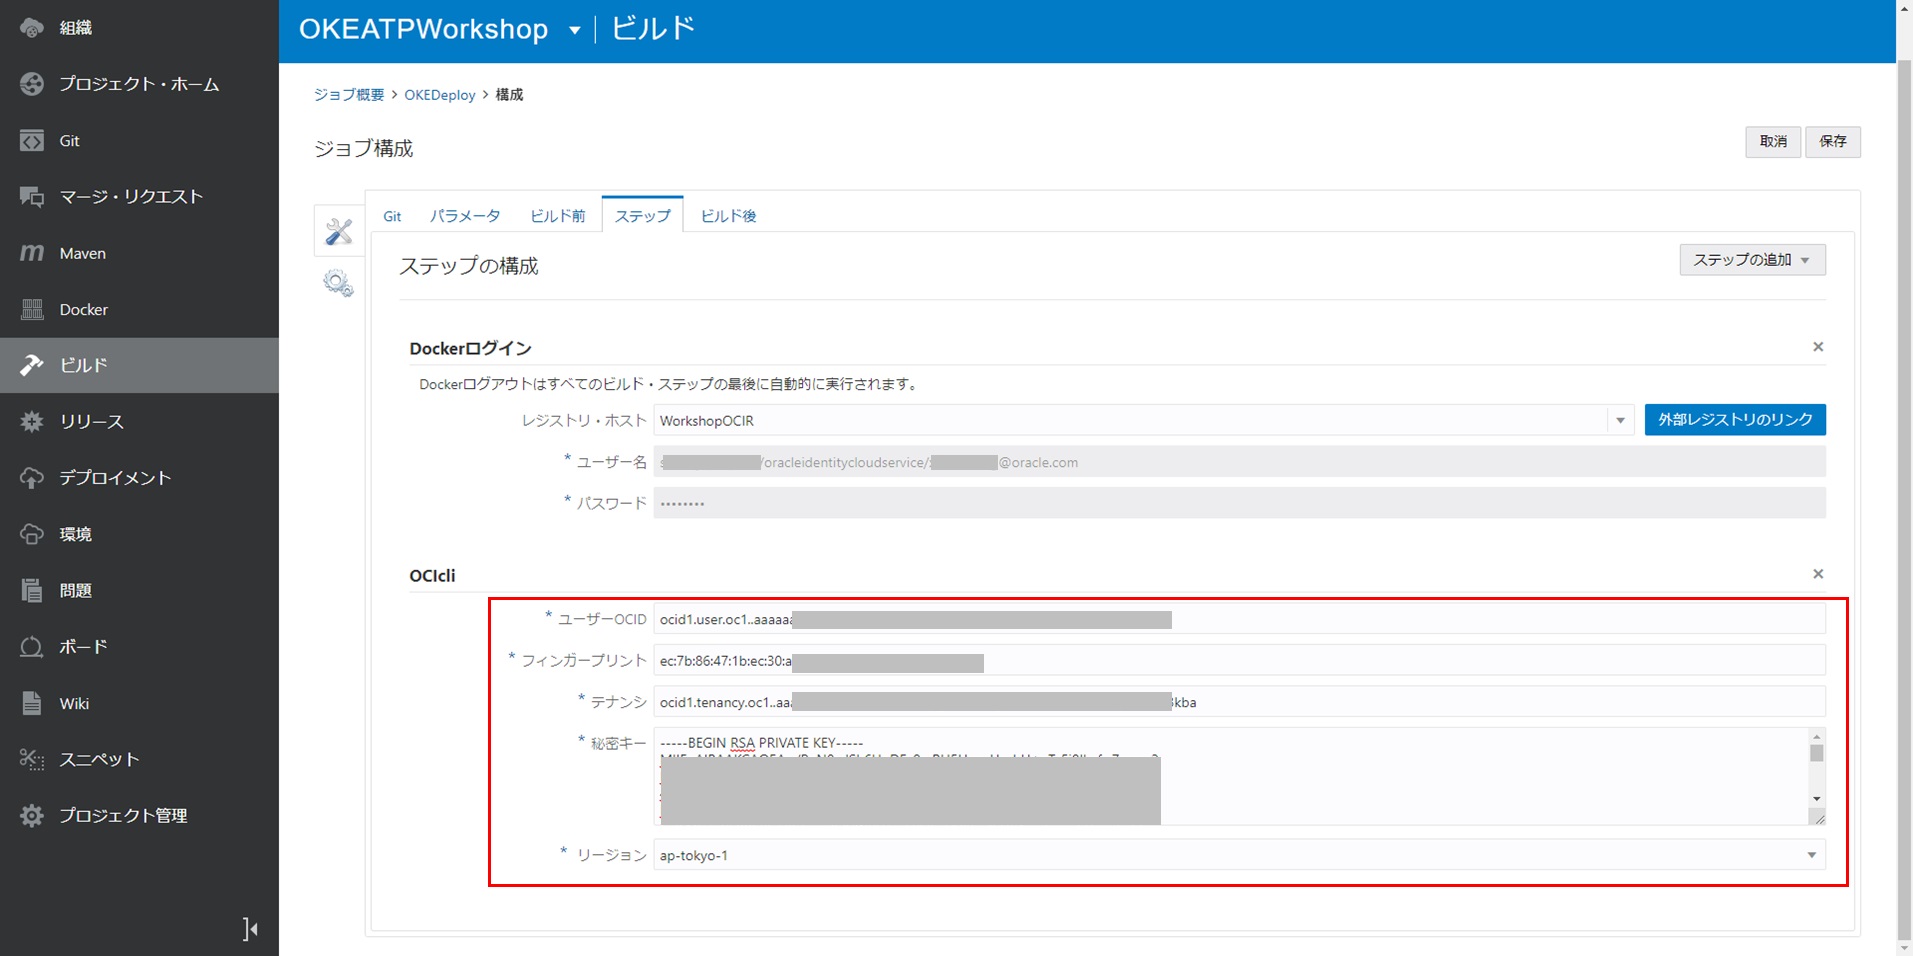 組織
プロジェクト・ホーム
Git
マージ・リクエスト
Maven
Docker
ビルド
リリース
デプロイメント
環境
問題
ボード
Wiki
スニペット
プロジェクト管理
OKEATPWorkshop ビルド
ジョブ概要 > OKEDeploy > 構成
ジョブ構成
取消 保存
Git パラメータ ビルド前 ステップ ビルド後
ステップの構成
ステップの追加
Dockerログイン
Dockerログアウトはすべてのビルド・ステップの最後に自動的に実行されます。
レジストリ・ホスト WorkshopOCIR 外部レジストリのリンク
* ユーザー名 /oracleidentitycloudservice/ @oracle.com
* パスワード ••••••••
OCIcli
* ユーザーOCID ocid1.user.oc1..aaaaaa
* フィンガープリント ec:7b:86:47:1b:ec:30:a
* テナンシ ocid1.tenancy.oc1..aaa kba
* 秘密キー -----BEGIN RSA PRIVATE KEY-----
* リージョン ap-tokyo-1